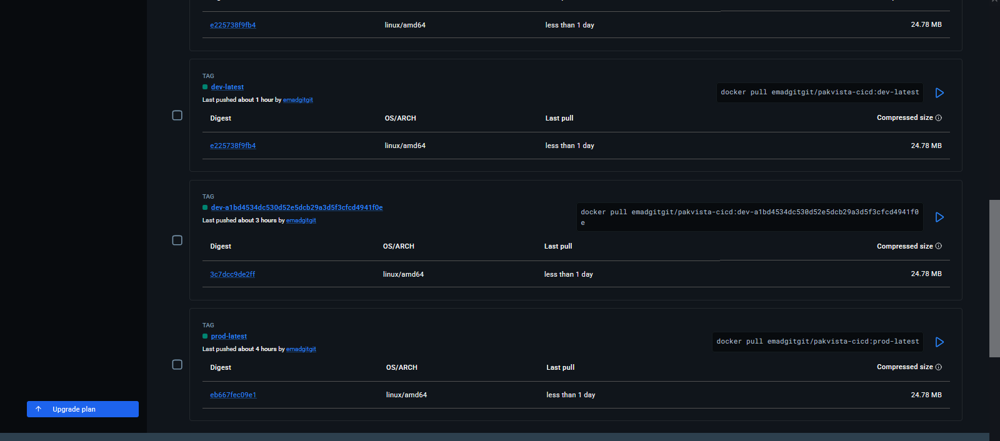 e225738f9fb4 linux/amd64 less than 1 day 24.78 MB
TAG
dev-latest
Last pushed about 1 hour by emadgitgit
docker pull emadgitgit/pakvista-cicd:dev-latest
Digest OS/ARCH Last pull Compressed size
e225738f9fb4 linux/amd64 less than 1 day 24.78 MB
TAG
dev-a1bd4534dc530d52e5dcb29a3d5f3cfcd4941f0e
Last pushed about 3 hours by emadgitgit
docker pull emadgitgit/pakvista-cicd:dev-a1bd4534dc530d52e5dcb29a3d5f3cfcd4941f0
e
Digest OS/ARCH Last pull Compressed size
3c7dcc9de2ff linux/amd64 less than 1 day 24.78 MB
TAG
prod-latest
Last pushed about 4 hours by emadgitgit
docker pull emadgitgit/pakvista-cicd:prod-latest
Digest OS/ARCH Last pull Compressed size
eb667fec09e1 linux/amd64 less than 1 day 24.78 MB
Upgrade plan